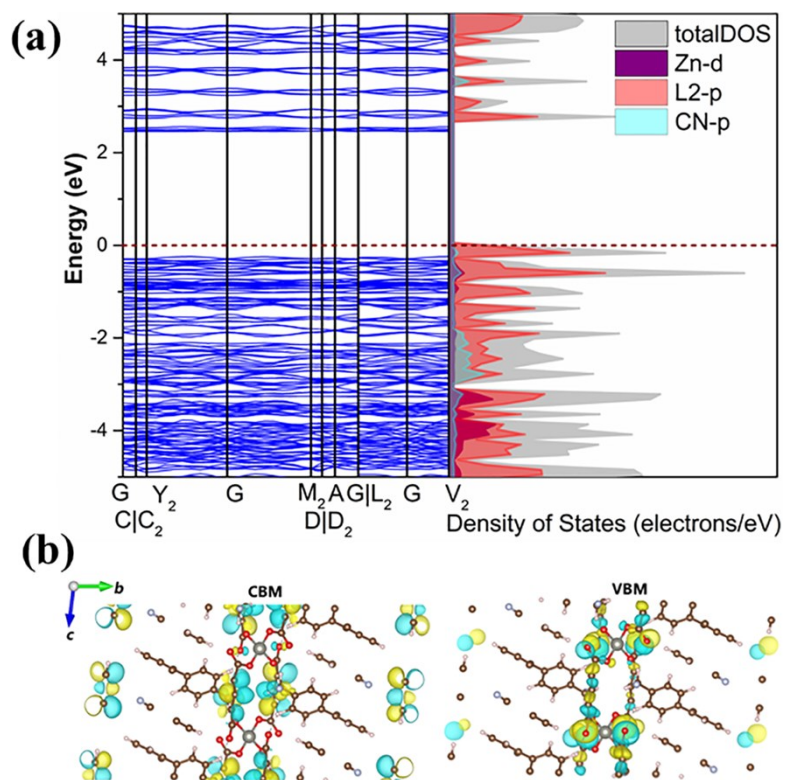 (a)
totalDOS
Zn-d
L2-p
CN-p
Energy (eV)
4
2
0
-2
-4
G Y₂ G M₂ A G|L₂ G V₂
C|C₂ D|D₂ Density of States (electrons/eV)
(b)
b
c
CBM
VBM